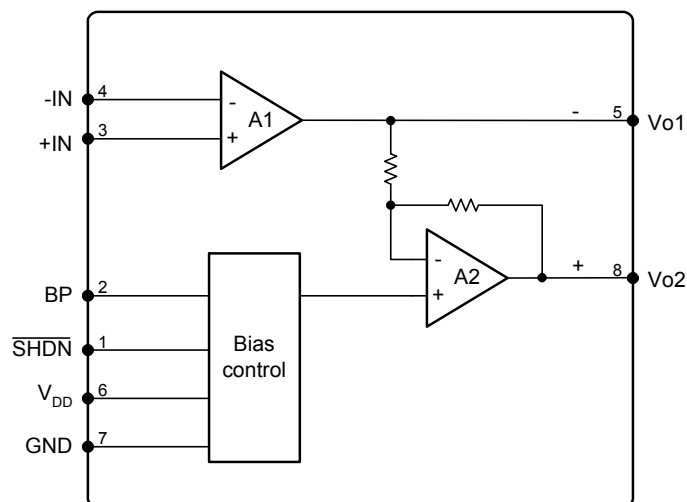 -IN 4 - A1 - 5 Vo1
+IN 3 +
- A2 + 8 Vo2
BP 2 +
SHDN 1 Bias control
VDD 6
GND 7